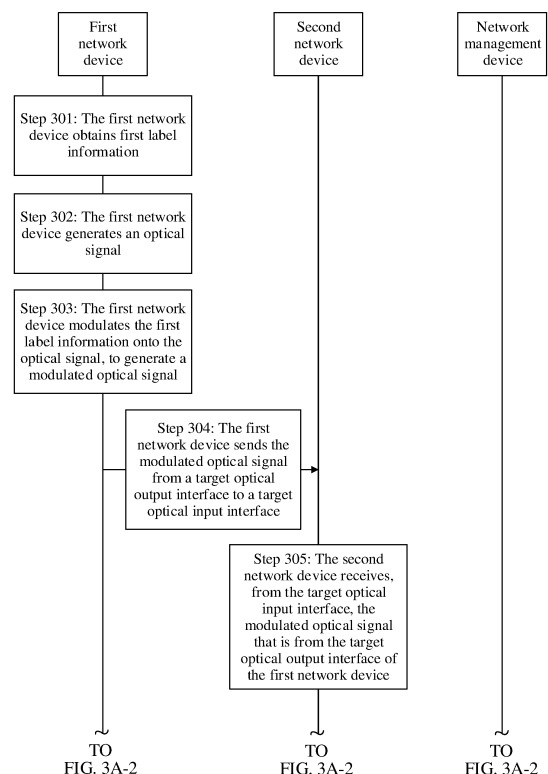 First
network
device
Second
network
device
Network
management
device
Step 301: The first network
device obtains first label
information
Step 302: The first network
device generates an optical
signal
Step 303: The first network
device modulates the first
label information onto the
optical signal, to generate a
modulated optical signal
Step 304: The first
network device sends the
modulated optical signal
from a target optical
output interface to a target
optical input interface
Step 305: The second
network device receives,
from the target optical
input interface, the
modulated optical signal
that is from the target
optical output interface of
the first network device
TO
FIG. 3A-2
TO
FIG. 3A-2
TO
FIG. 3A-2